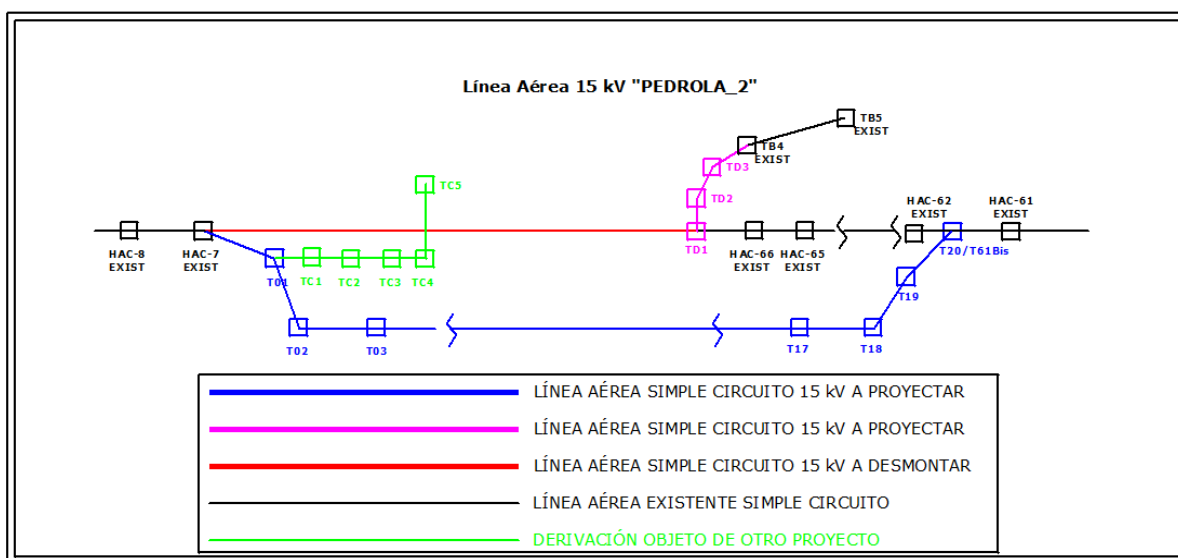 Línea Aérea 15 kV "PEDROLA_2"
TB5
EXIST
TB4
EXIST
TD3
TC5
TD2
HAC-62
EXIST
HAC-61
EXIST
HAC-8
EXIST
HAC-7
EXIST
TD1
HAC-66
EXIST
HAC-65
EXIST
T20/T61Bis
T01
TC1
TC2
TC3
TC4
T19
T02
T03
T17
T18
LÍNEA AÉREA SIMPLE CIRCUITO 15 kV A PROYECTAR
LÍNEA AÉREA SIMPLE CIRCUITO 15 kV A PROYECTAR
LÍNEA AÉREA SIMPLE CIRCUITO 15 kV A DESMONTAR
LÍNEA AÉREA EXISTENTE SIMPLE CIRCUITO
DERIVACIÓN OBJETO DE OTRO PROYECTO